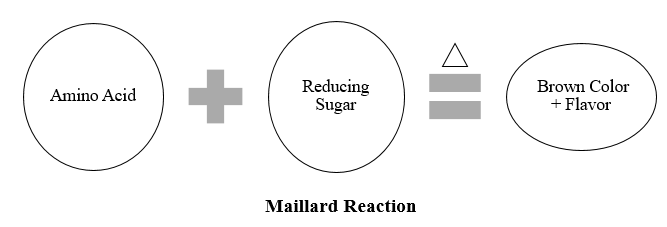 Amino Acid
Reducing
Sugar
Brown Color
+ Flavor
Maillard Reaction